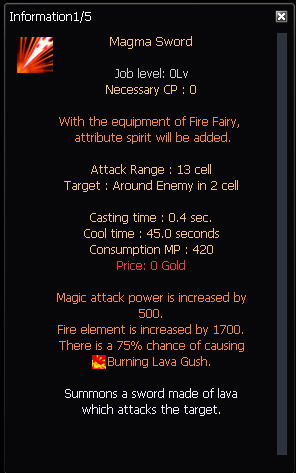 Information1/5
Magma Sword
Job level: 0Lv
Necessary CP : 0
With the equipment of Fire Fairy,
attribute spirit will be added.
Attack Range : 13 cell
Target : Around Enemy in 2 cell
Casting time : 0.4 sec.
Cool time : 45.0 seconds
Consumption MP : 420
Price: 0 Gold
Magic attack power is increased by
500.
Fire element is increased by 1700.
There is a 75% chance of causing
Burning Lava Gush.
Summons a sword made of lava
which attacks the target.